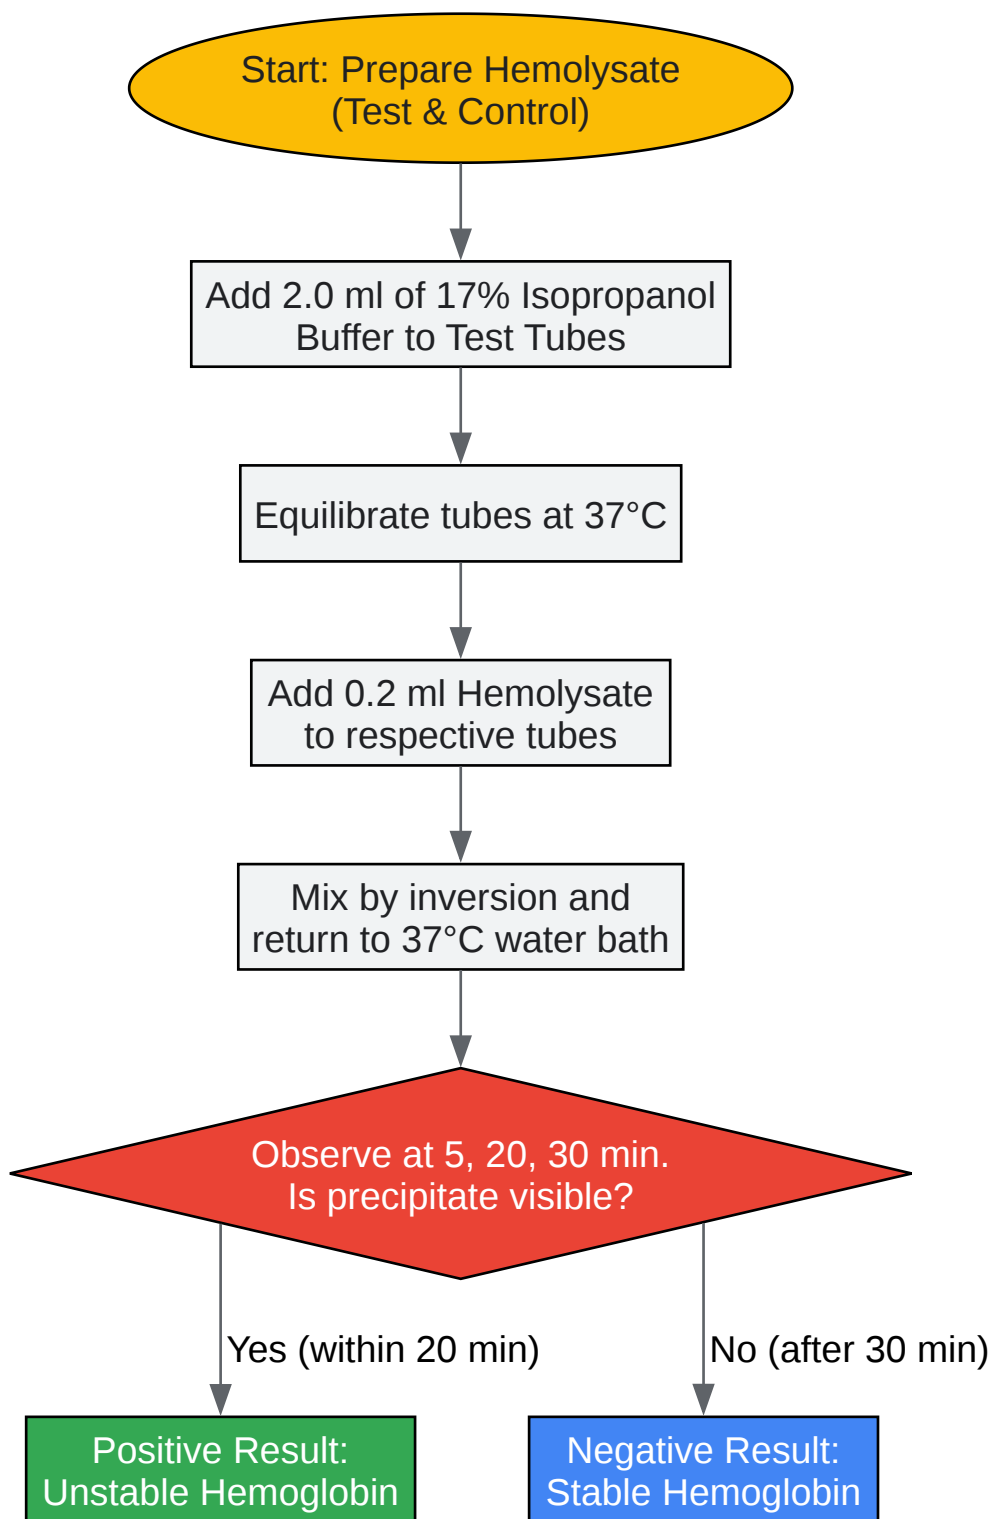 Start: Prepare Hemolysate
(Test & Control)
Add 2.0 ml of 17% Isopropanol
Buffer to Test Tubes
Equilibrate tubes at 37°C
Add 0.2 ml Hemolysate
to respective tubes
Mix by inversion and
return to 37°C water bath
Observe at 5, 20, 30 min.
Is precipitate visible?
Yes (within 20 min)
No (after 30 min)
Positive Result:
Unstable Hemoglobin
Negative Result:
Stable Hemoglobin